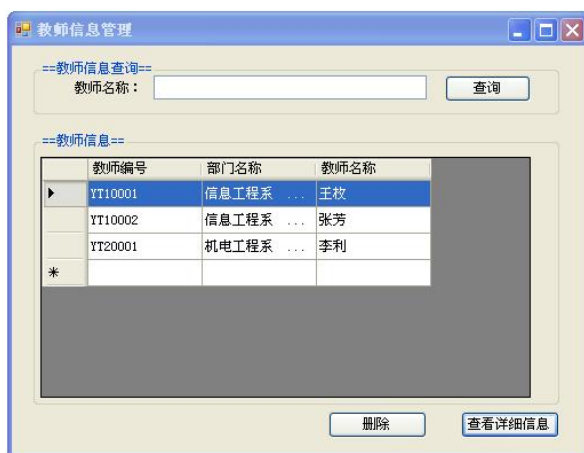 教师信息管理
==教师信息查询==
教师名称： 查询
==教师信息==
教师编号 部门名称 教师名称
YT10001 信息工程系 ... 王枚
YT10002 信息工程系 ... 张芳
YT20001 机电工程系 ... 李利
删除 查看详细信息